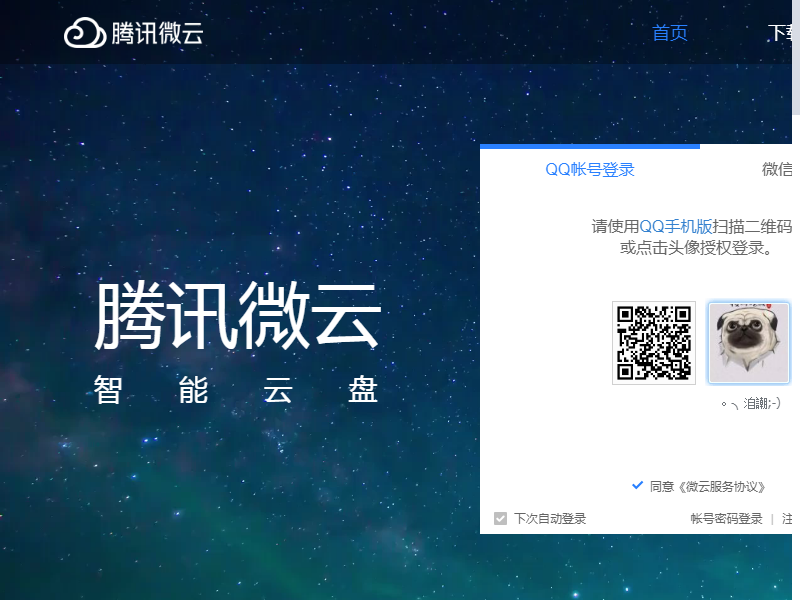 腾讯微云
首页
下载
QQ帐号登录
微信
请使用QQ手机版扫描二维码
或点击头像授权登录。
腾讯微云
智能云盘
同意《微云服务协议》
下次自动登录
帐号密码登录 | 注